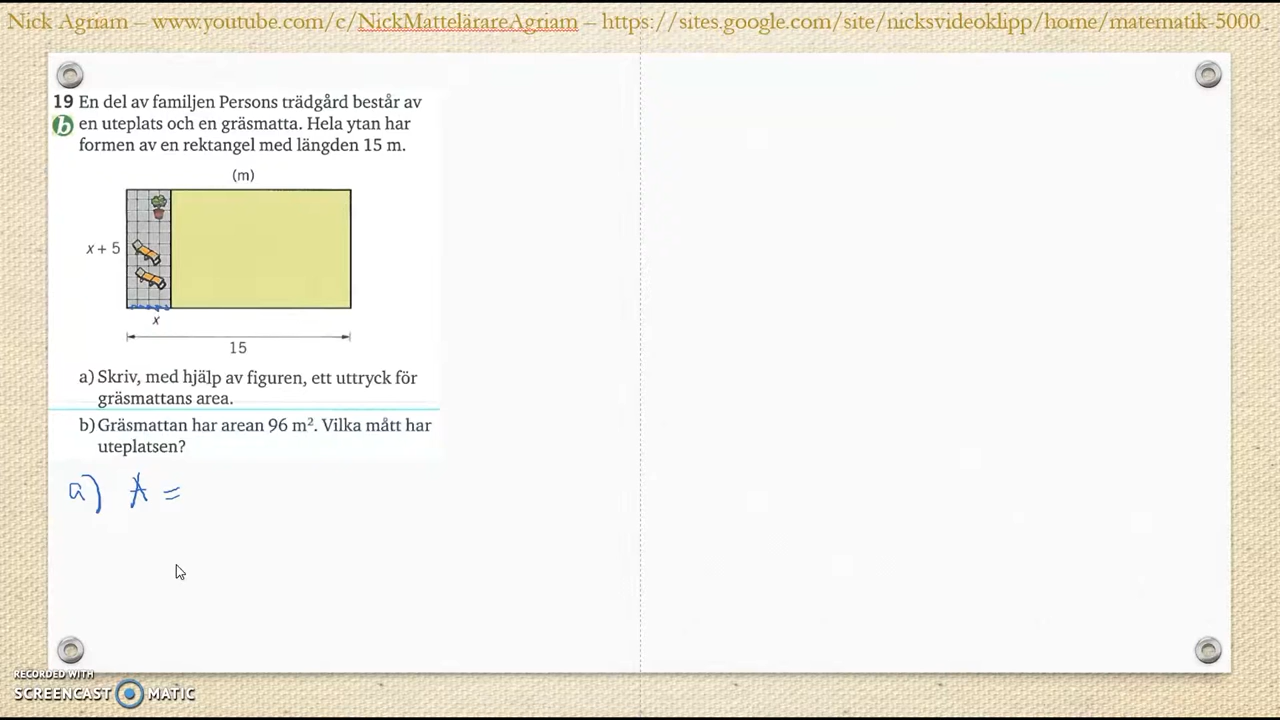 Nick Agriam – www.youtube.com/c/NickMattelärareAgriam – https://sites.google.com/site/nicksvideoklipp/home/matematik-5000
19 En del av familjen Persons trädgård består av
b en uteplats och en gräsmatta. Hela ytan har
formen av en rektangel med längden 15 m.
(m)
x + 5
x
15
a) Skriv, med hjälp av figuren, ett uttryck för
gräsmattans area.
b) Gräsmattan har arean 96 m². Vilka mått har
uteplatsen?
a) A =
RECORDED WITH
SCREENCAST MATIC